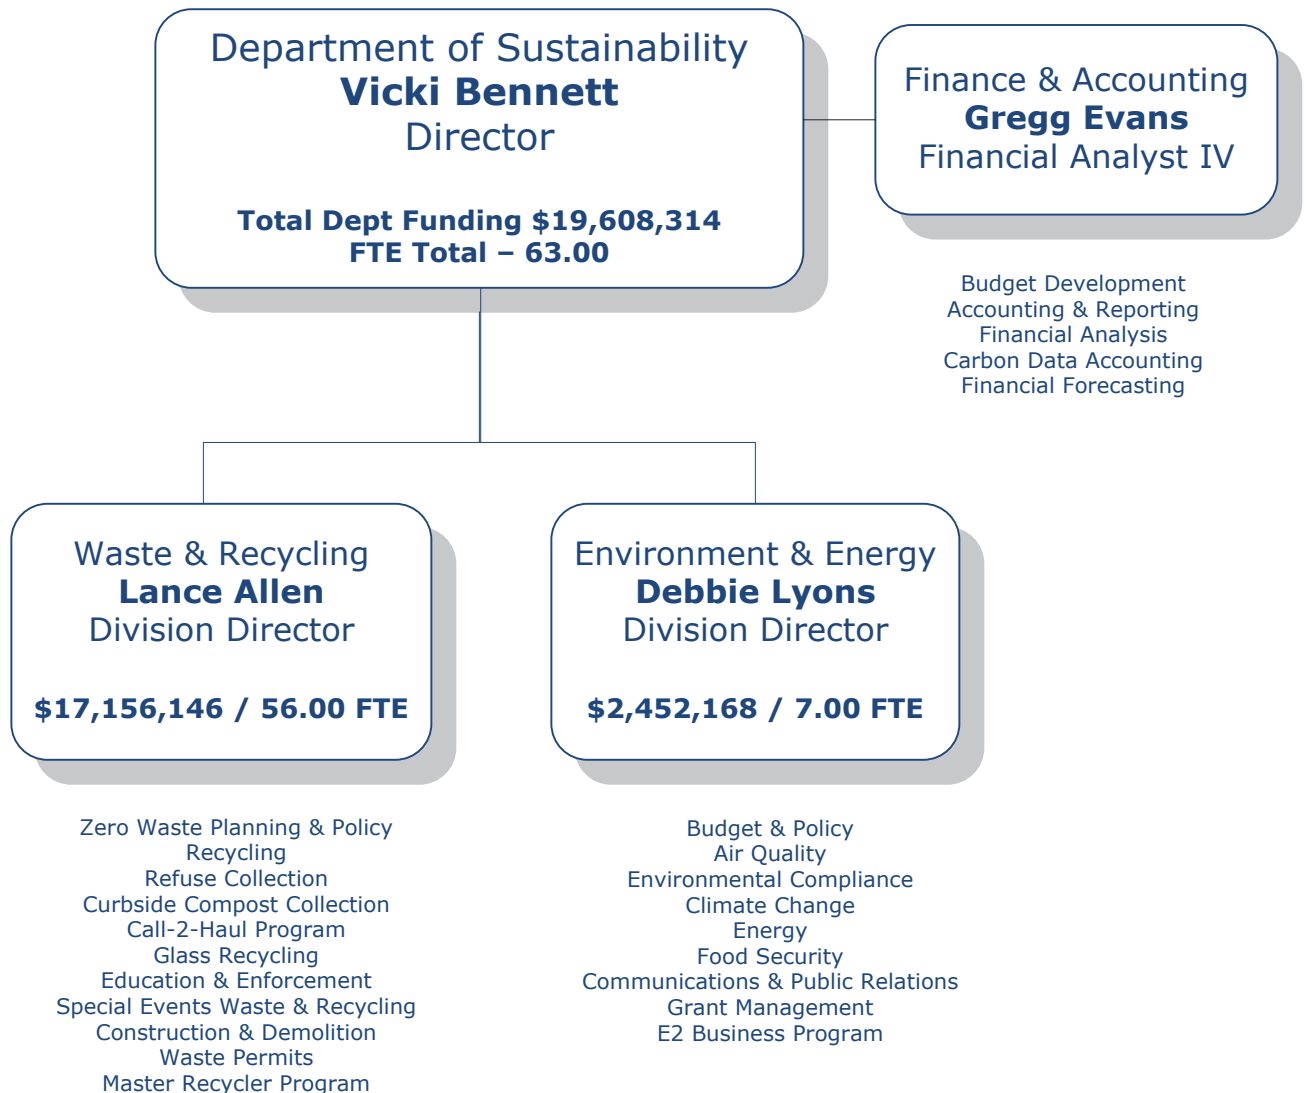 Department of Sustainability
Vicki Bennett
Director
Total Dept Funding $19,608,314
FTE Total – 63.00
Finance & Accounting
Gregg Evans
Financial Analyst IV
Budget Development
Accounting & Reporting
Financial Analysis
Carbon Data Accounting
Financial Forecasting
Waste & Recycling
Lance Allen
Division Director
$17,156,146 / 56.00 FTE
Zero Waste Planning & Policy
Recycling
Refuse Collection
Curbside Compost Collection
Call-2-Haul Program
Glass Recycling
Education & Enforcement
Special Events Waste & Recycling
Construction & Demolition
Waste Permits
Master Recycler Program
Environment & Energy
Debbie Lyons
Division Director
$2,452,168 / 7.00 FTE
Budget & Policy
Air Quality
Environmental Compliance
Climate Change
Energy
Food Security
Communications & Public Relations
Grant Management
E2 Business Program